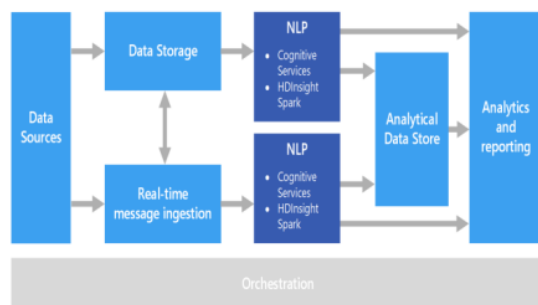 Data
Sources
Data Storage
Real-time
message ingestion
NLP
• Cognitive
Services
• HDInsight
Spark
NLP
• Cognitive
Services
• HDInsight
Spark
Analytical
Data Store
Analytics
and
reporting
Orchestration